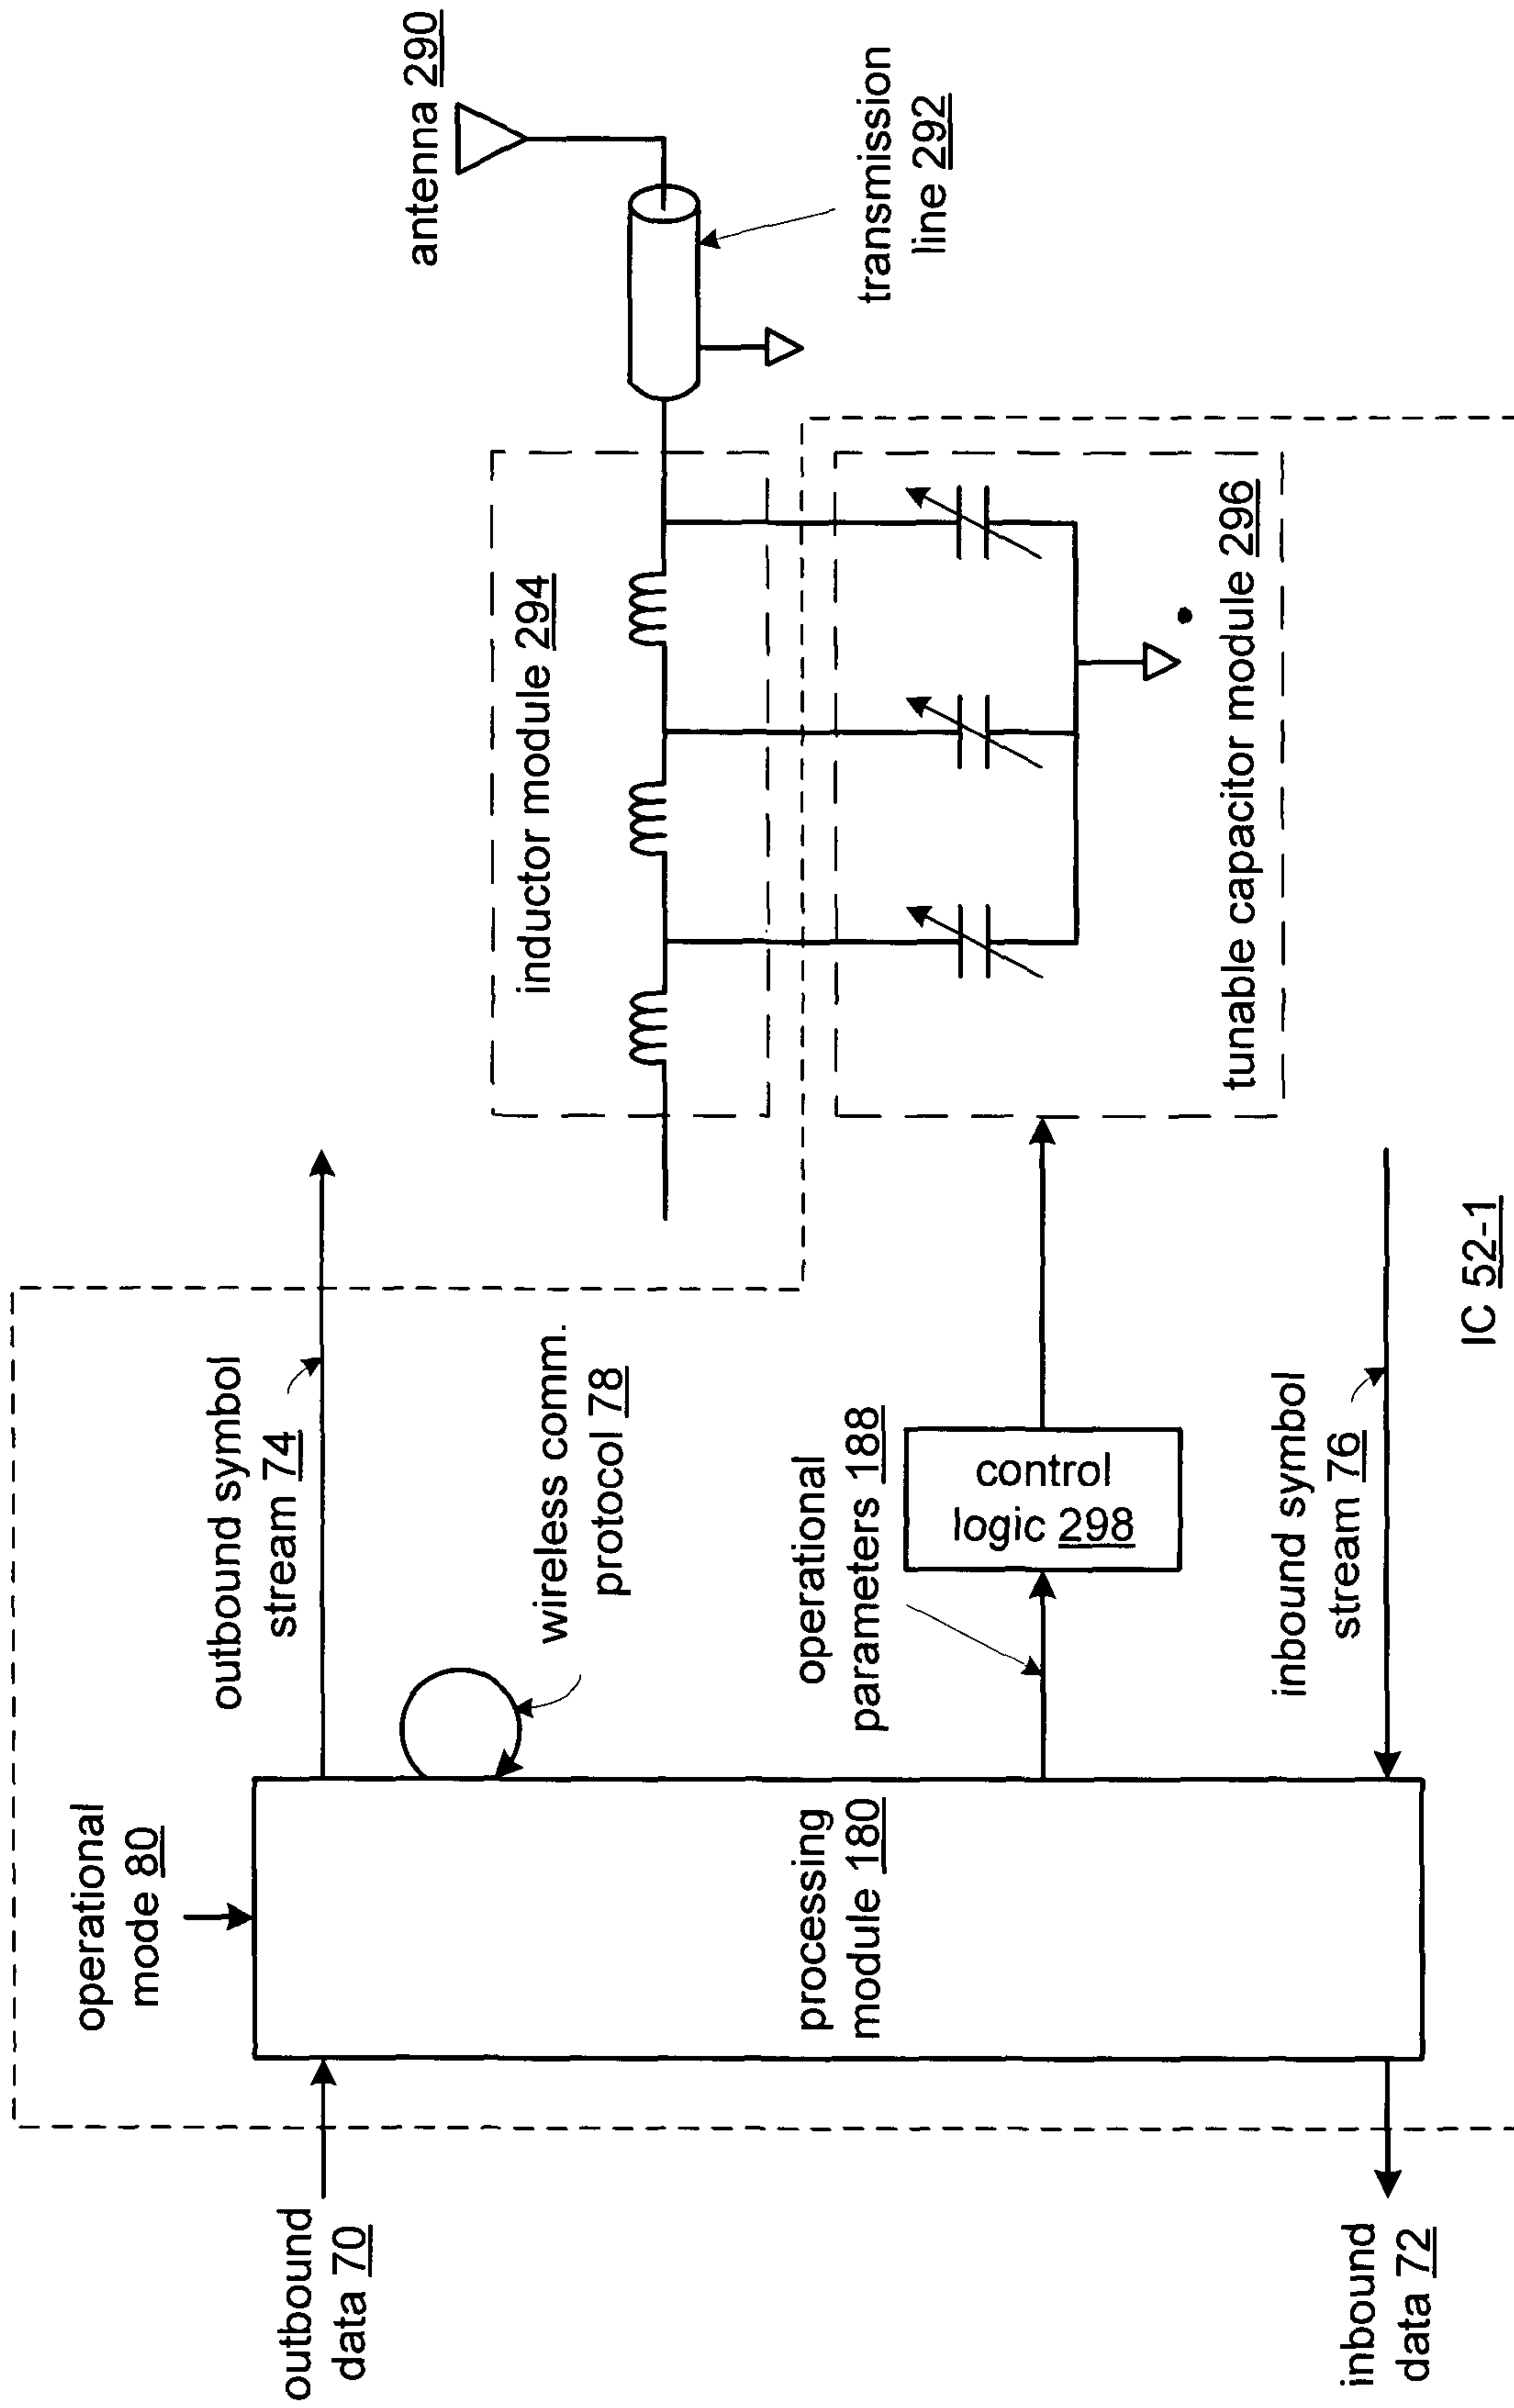 outbound
data 70
operational
mode 80
outbound symbol
stream 74
wireless comm.
protocol 78
processing
module 180
operational
parameters 188
control
logic 298
inductor module 294
tunable capacitor module 296
antenna 290
transmission
line 292
inbound
data 72
inbound symbol
stream 76
IC 52-1